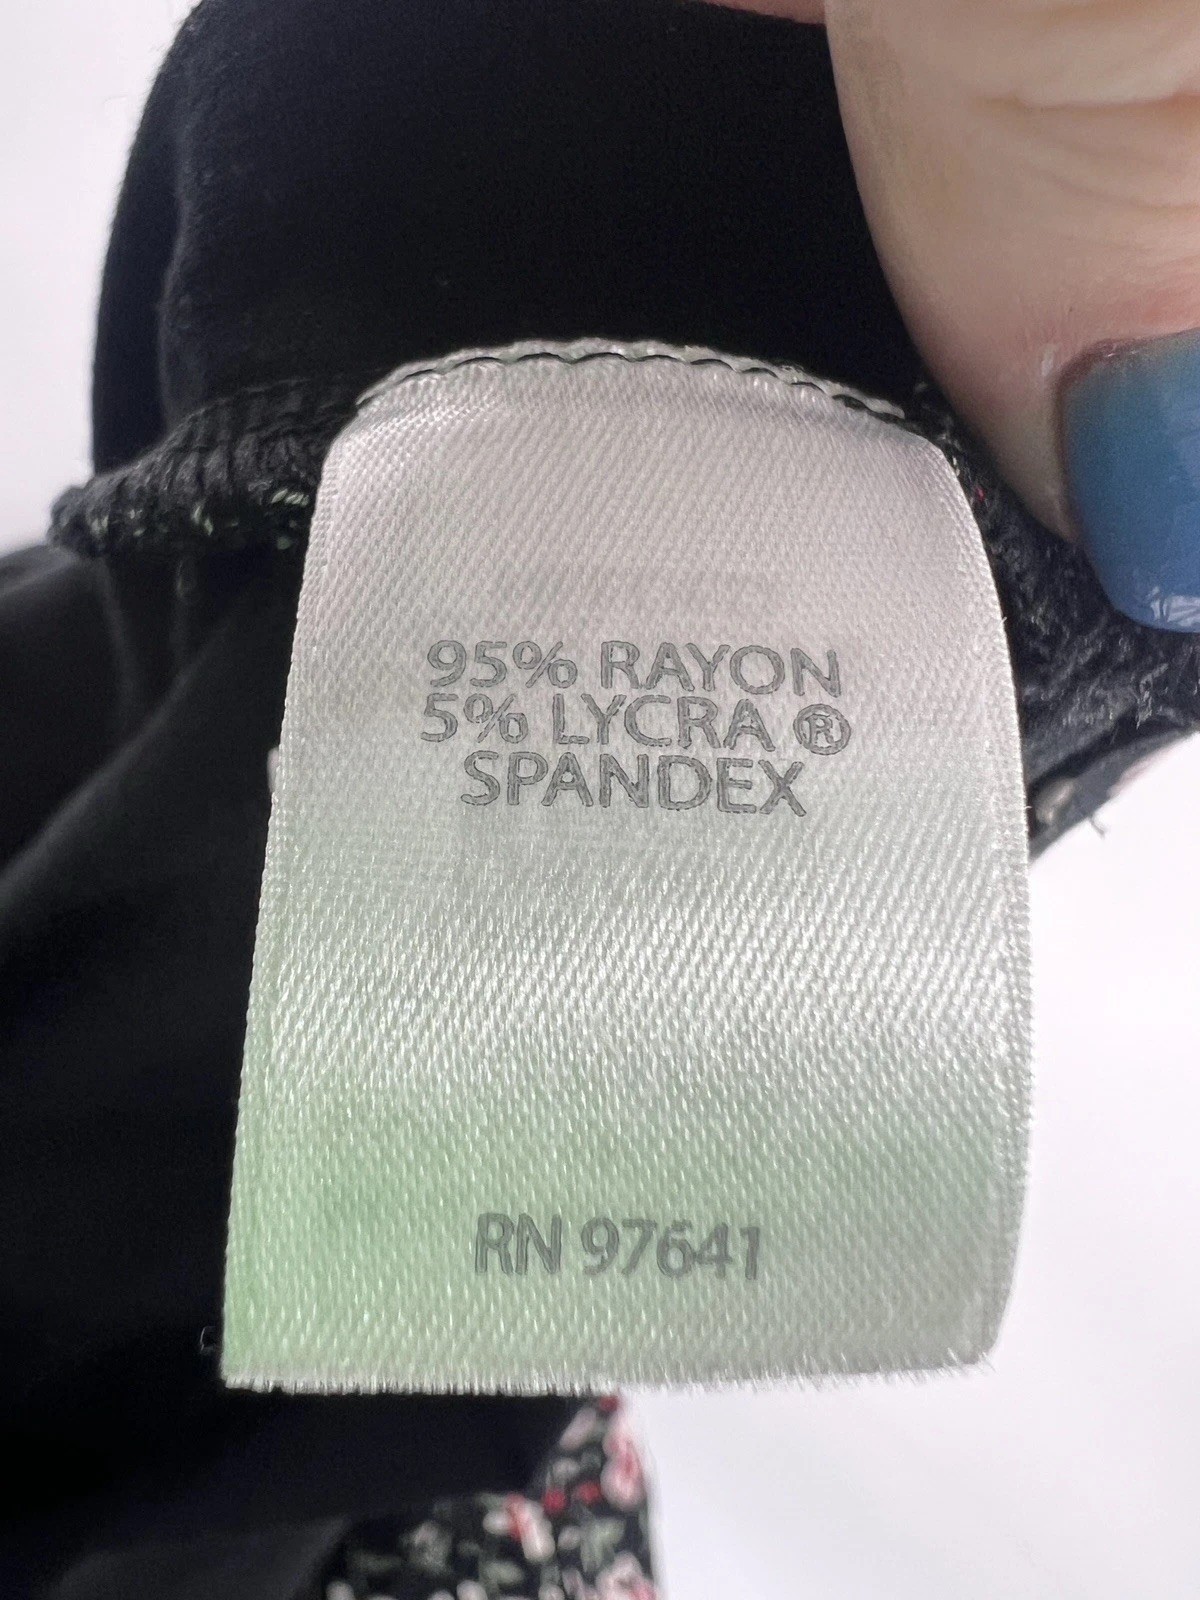 95% RAYON
5% LYCRA ®
SPANDEX
RN 97641